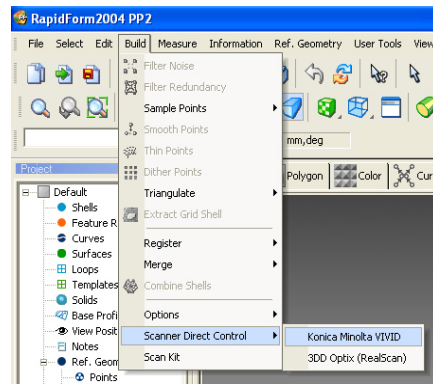 RapidForm2004 PP2
File Select Edit Build Measure Information Ref. Geometry User Tools View
Filter Noise
Filter Redundancy
Sample Points
Smooth Points
mm,deg
Thin Points
Project
Dither Points
Polygon Color Cur
Default
Triangulate
Shells
Extract Grid Shell
Feature R
Curves
Register
Surfaces
Merge
Loops
Templates
Combine Shells
Solids
Base Profi
Options
View Posit
Scanner Direct Control Konica Minolta VIVID
Notes
Ref. Geom
Scan Kit 3DD Optix (RealScan)
Points